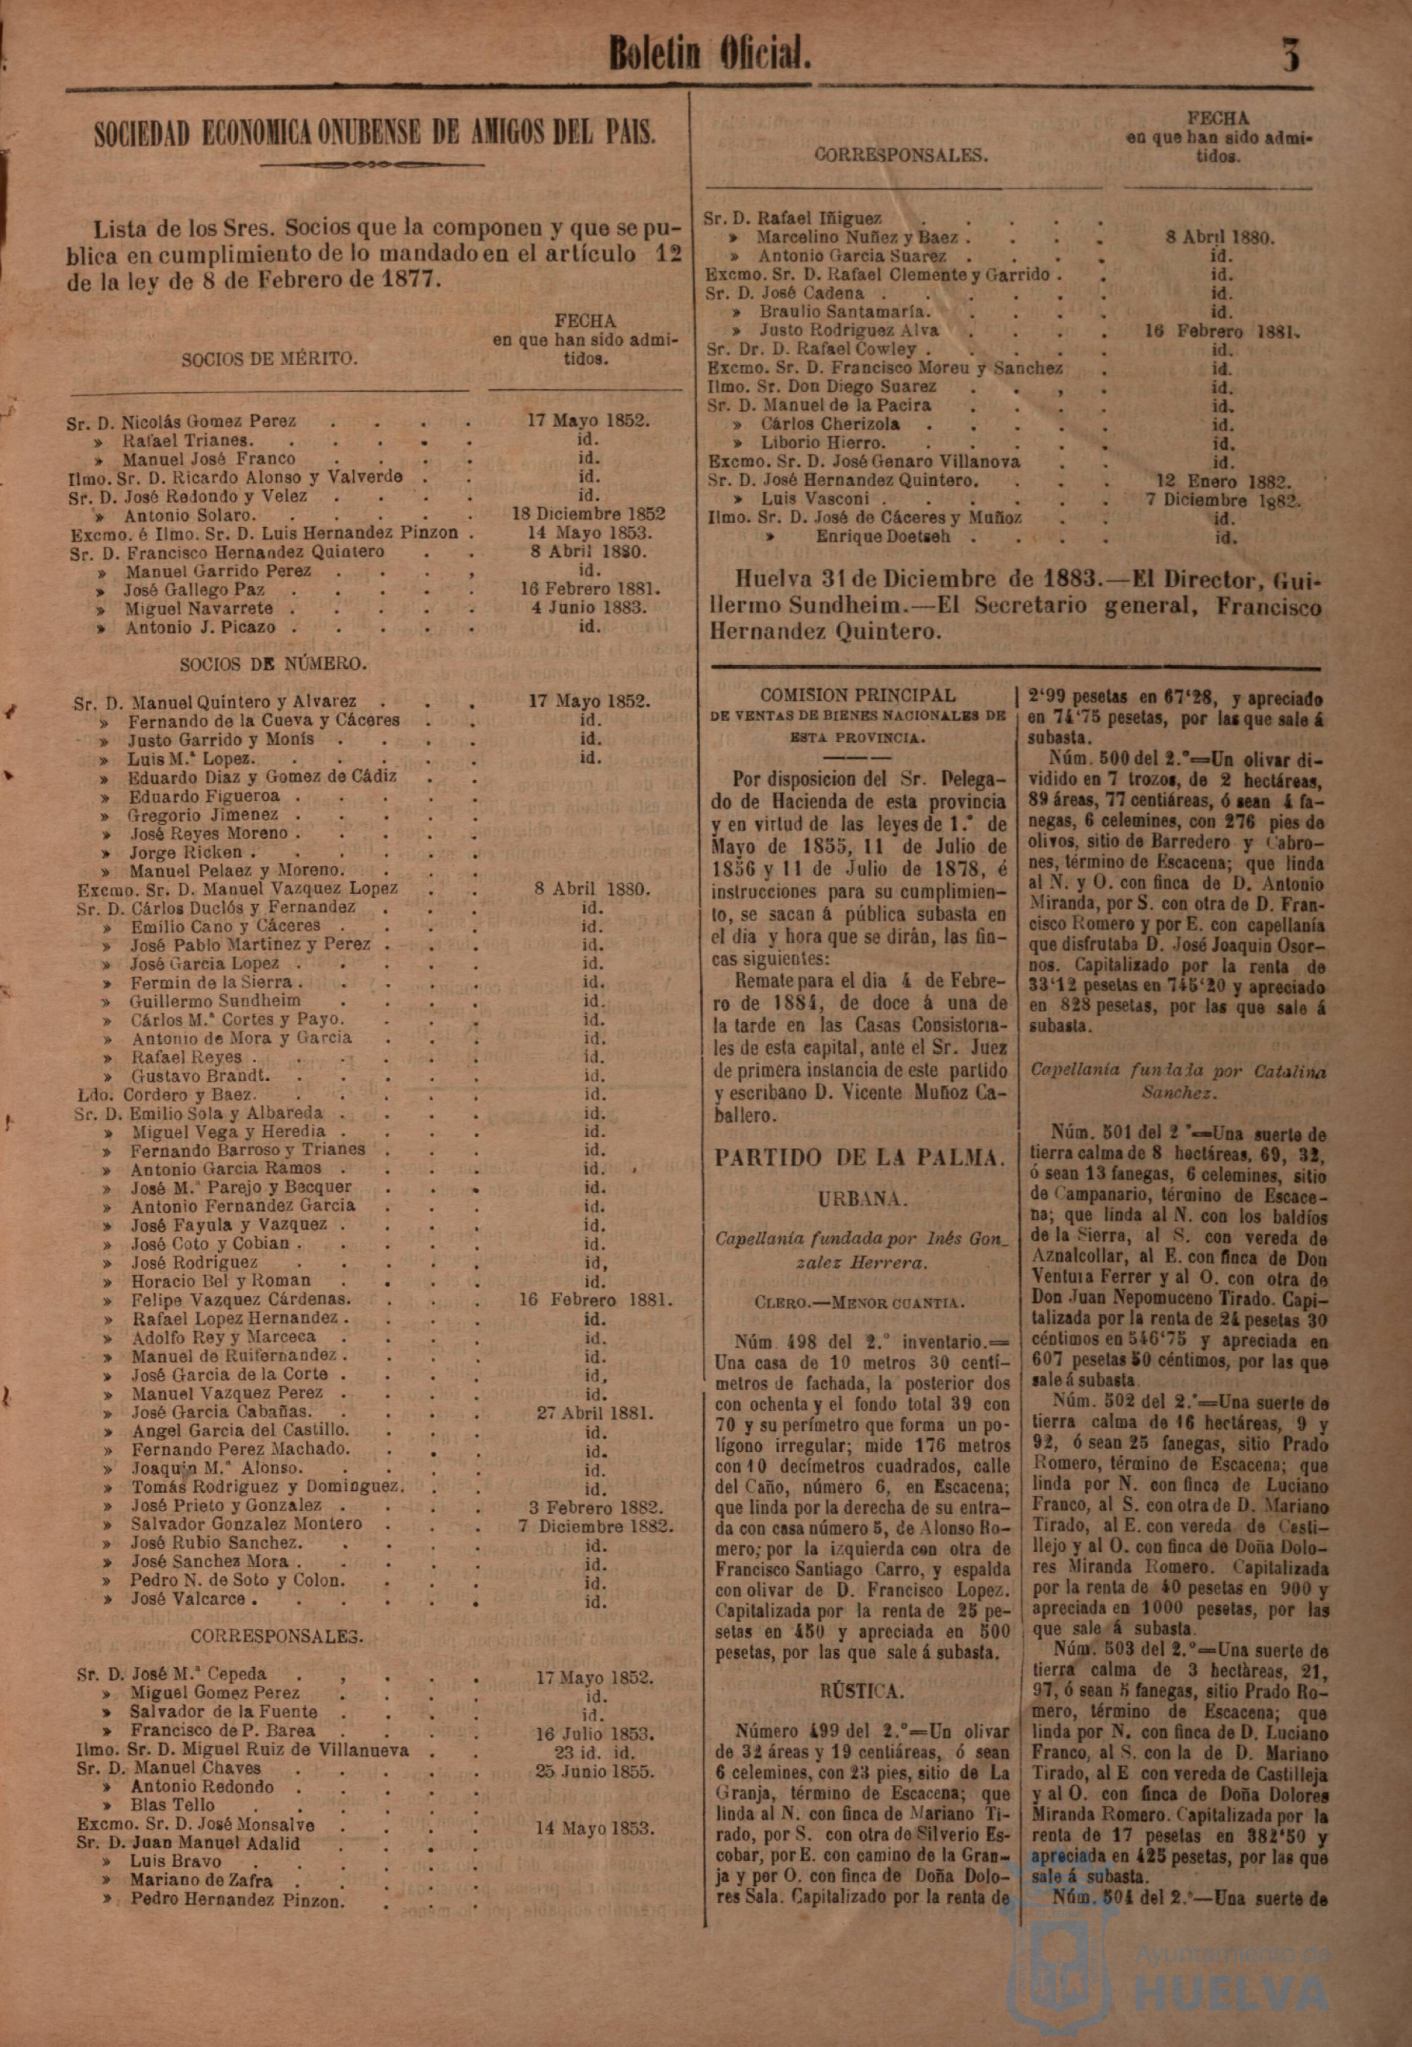 Boletin Oficial.
3
SOCIEDAD ECONOMICA ONUBENSE DE AMIGOS DEL PAIS.
Lista de los Sres. Socios que la componen y que se pu-
blica en cumplimiento de lo mandado en el artículo 12
de la ley de 8 de Febrero de 1877.
SOCIOS DE MÉRITO.
FECHA
en que han sido admi-
tidos.
Sr. D. Nicolás Gomez Perez . . . . 17 Mayo 1852.
» Rafael Trianes. . . . . . id.
» Manuel José Franco . . . . id.
Ilmo. Sr. D. Ricardo Alonso y Valverde . . id.
Sr. D. José Redondo y Velez . . . . id.
» Antonio Solaro. . . . . . 18 Diciembre 1852
Excmo. é Ilmo. Sr. D. Luis Hernandez Pinzon . 14 Mayo 1853.
Sr. D. Francisco Hernandez Quintero . . 8 Abril 1880.
» Manuel Garrido Perez . . . , id.
» José Gallego Paz . . . . . 16 Febrero 1881.
» Miguel Navarrete . . . . . 4 Junio 1883.
» Antonio J. Picazo . . . . . id.
SOCIOS DE NÚMERO.
Sr. D. Manuel Quintero y Alvarez . . . 17 Mayo 1852.
» Fernando de la Cueva y Cáceres . . id.
» Justo Garrido y Monís . . . . id.
» Luis M.ª Lopez. . . . . . id.
» Eduardo Diaz y Gomez de Cádiz . .
» Eduardo Figueroa . . . . .
» Gregorio Jimenez . . . . .
» José Reyes Moreno . . . . .
» Jorge Ricken . . . . . .
» Manuel Pelaez y Moreno. . . .
Excmo. Sr. D. Manuel Vazquez Lopez . . 8 Abril 1880.
Sr. D. Cárlos Duclós y Fernandez . . . id.
» Emilio Cano y Cáceres . . . . id.
» José Pablo Martinez y Perez . . . id.
» José Garcia Lopez . . . . . id.
» Fermin de la Sierra . . . . . id.
» Guillermo Sundheim . . . . id.
» Cárlos M.ª Cortes y Payo. . . . id.
» Antonio de Mora y Garcia . . . id.
» Rafael Reyes . . . . . . id.
» Gustavo Brandt. . . . . . id.
Ldo. Cordero y Baez. . . . . . id.
Sr. D. Emilio Sola y Albareda . . . . id.
» Miguel Vega y Heredia . . . . id.
» Fernando Barroso y Trianes . . . id.
» Antonio Garcia Ramos . . . . id.
» José M.ª Parejo y Becquer . . . id.
» Antonio Fernandez Garcia . . . id.
» José Fayula y Vazquez . . . . id.
» José Coto y Cobian . . . . . id.
» José Rodriguez . . . . . id,
» Horacio Bel y Roman . . . . id.
» Felipe Vazquez Cárdenas. . . . 16 Febrero 1881.
» Rafael Lopez Hernandez . . . . id.
» Adolfo Rey y Marceca . . . . id.
» Manuel de Ruifernandez . . . . id.
» José Garcia de la Corte . . . . id,
» Manuel Vazquez Perez . . . . id.
» José Garcia Cabañas. . . . . 27 Abril 1881.
» Angel Garcia del Castillo. . . . id.
» Fernando Perez Machado. . . . id.
» Joaquin M.ª Alonso. . . . . id.
» Tomás Rodriguez y Dominguez. . . id.
» José Prieto y Gonzalez . . . . 3 Febrero 1882.
» Salvador Gonzalez Montero . . . 7 Diciembre 1882.
» José Rubio Sanchez. . . . . id.
» José Sanchez Mora . . . . . id.
» Pedro N. de Soto y Colon. . . . id.
» José Valcarce . . . . . . id.
CORRESPONSALES.
Sr. D. José M.ª Cepeda . , . . . 17 Mayo 1852.
» Miguel Gomez Perez . . . . id.
» Salvador de la Fuente . . . . id.
» Francisco de P. Barea . . . . 16 Julio 1853.
Ilmo. Sr. D. Miguel Ruiz de Villanueva . . 23 id. id.
Sr. D. Manuel Chaves . . . . . 25 Junio 1855.
» Antonio Redondo . . . . .
» Blas Tello . . . . . .
Excmo. Sr. D. José Monsalve . . . . 14 Mayo 1853.
Sr. D. Juan Manuel Adalid . . . .
» Luis Bravo . . . . . .
» Mariano de Zafra . . . . .
» Pedro Hernandez Pinzon. . . .
CORRESPONSALES.
FECHA
en que han sido admi-
tidos.
Sr. D. Rafael Iñiguez . . . . .
» Marcelino Nuñez y Baez . . . . 8 Abril 1880.
» Antonio Garcia Suarez . . . . id.
Excmo. Sr. D. Rafael Clemente y Garrido . . id.
Sr. D. José Cadena . . . . . . id.
» Braulio Santamaría. . . . . id.
» Justo Rodriguez Alva . . . . 16 Febrero 1881.
Sr. Dr. D. Rafael Cowley . . . . . id.
Excmo. Sr. D. Francisco Moreu y Sanchez . id.
Ilmo. Sr. Don Diego Suarez . . , . id.
Sr. D. Manuel de la Pacira . . . . id.
» Cárlos Cherizola . . . . . id.
» Liborio Hierro. . . . . . id.
Excmo. Sr. D. José Genaro Villanova . . id.
Sr. D. José Hernandez Quintero. . . . 12 Enero 1882.
» Luis Vasconi . . . . . . 7 Diciembre 1882.
Ilmo. Sr. D. José de Cáceres y Muñoz . . id.
» Enrique Doetseh . . . . id.
Huelva 31 de Diciembre de 1883.—El Director, Gui-
llermo Sundheim.—El Secretario general, Francisco
Hernandez Quintero.
COMISION PRINCIPAL
DE VENTAS DE BIENES NACIONALES DE
ESTA PROVINCIA.
Por disposicion del Sr. Delega-
do de Hacienda de esta provincia
y en virtud de las leyes de 1.º de
Mayo de 1855, 11 de Julio de
1856 y 11 de Julio de 1878, é
instrucciones para su cumplimien-
to, se sacan á pública subasta en
el dia y hora que se dirán, las fin-
cas siguientes:
Remate para el dia 4 de Febre-
ro de 1884, de doce á una de
la tarde en las Casas Consistoria-
les de esta capital, ante el Sr. Juez
de primera instancia de este partido
y escribano D. Vicente Muñoz Ca-
ballero.
PARTIDO DE LA PALMA.
URBANA.
Capellanía fundada por Inés Gon_
zalez Herrera.
CLERO.—MENOR CUANTIA.
Núm. 498 del 2.º inventario.=
Una casa de 10 metros 30 centí-
metros de fachada, la posterior dos
con ochenta y el fondo total 39 con
70 y su perímetro que forma un po-
lígono irregular; mide 176 metros
con 10 decímetros cuadrados, calle
del Caño, número 6, en Escacena;
que linda por la derecha de su entra-
da con casa número 5, de Alonso Ro-
mero; por la izquierda con otra de
Francisco Santiago Carro, y espalda
con olivar de D. Francisco Lopez.
Capitalizada por la renta de 25 pe-
setas en 450 y apreciada en 500
pesetas, por las que sale á subasta.
RÚSTICA.
Número 499 del 2.º=Un olivar
de 32 áreas y 19 centiáreas, ó sean
6 celemines, con 23 pies, sitio de La
Granja, término de Escacena; que
linda al N. con finca de Mariano Ti-
rado, por S. con otra de Silverio Es-
cobar, por E. con camino de la Gran-
ja y por O. con finca de Doña Dolo-
res Sala. Capitalizado por la renta de
2‘99 pesetas en 67‘28, y apreciado
en 74‘75 pesetas, por las que sale á
subasta.
Núm. 500 del 2.º=Un olivar di-
vidido en 7 trozos, de 2 hectáreas,
89 áreas, 77 centiáreas, ó sean 4 fa-
negas, 6 celemines, con 276 pies de
olivos, sitio de Barredero y Cabro-
nes, término de Escacena; que linda
al N. y O. con finca de D. Antonio
Miranda, por S. con otra de D. Fran-
cisco Romero y por E. con capellanía
que disfrutaba D. José Joaquin Osor-
nos. Capitalizado por la renta de
33‘12 pesetas en 745‘20 y apreciado
en 828 pesetas, por las que sale á
subasta.
Capellanía fundada por Catalina
Sanchez.
Núm. 501 del 2 º=Una suerte de
tierra calma de 8 hectáreas, 69, 32,
ó sean 13 fanegas, 6 celemines, sitio
de Campanario, término de Escace-
na; que linda al N. con los baldíos
de la Sierra, al S. con vereda de
Aznalcollar, al E. con finca de Don
Ventura Ferrer y al O. con otra de
Don Juan Nepomuceno Tirado. Capi-
talizada por la renta de 24 pesetas 30
céntimos en 546‘75 y apreciada en
607 pesetas 50 céntimos, por las que
sale á subasta.
Núm. 502 del 2.º=Una suerte de
tierra calma de 16 hectáreas, 9 y
92, ó sean 25 fanegas, sitio Prado
Romero, término de Escacena; que
linda por N. con finca de Luciano
Franco, al S. con otra de D. Mariano
Tirado, al E. con vereda de Casti-
llejo y al O. con finca de Doña Dolo-
res Miranda Romero. Capitalizada
por la renta de 40 pesetas en 900 y
apreciada en 1000 pesetas, por las
que sale á subasta.
Núm. 503 del 2.º=Una suerte de
tierra calma de 3 hectàreas, 21,
97, ó sean 5 fanegas, sitio Prado Ro-
mero, término de Escacena; que
linda por N. con finca de D. Luciano
Franco, al S. con la de D. Mariano
Tirado, al E con vereda de Castilleja
y al O. con finca de Doña Dolores
Miranda Romero. Capitalizada por la
renta de 17 pesetas en 382‘50 y
apreciada en 425 pesetas, por las que
sale á subasta.
Núm. 504 del 2.º—Una suerte de
Ayuntamiento de
HUELVA